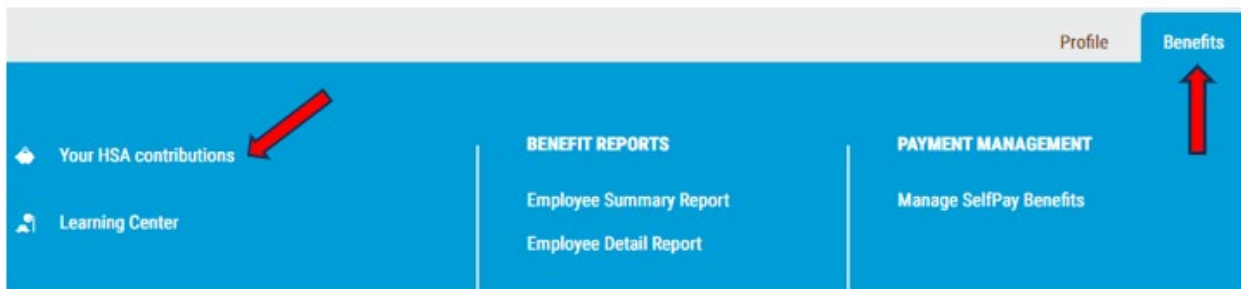 Profile
Benefits
Your HSA contributions
Learning Center
BENEFIT REPORTS
Employee Summary Report
Employee Detail Report
PAYMENT MANAGEMENT
Manage SelfPay Benefits